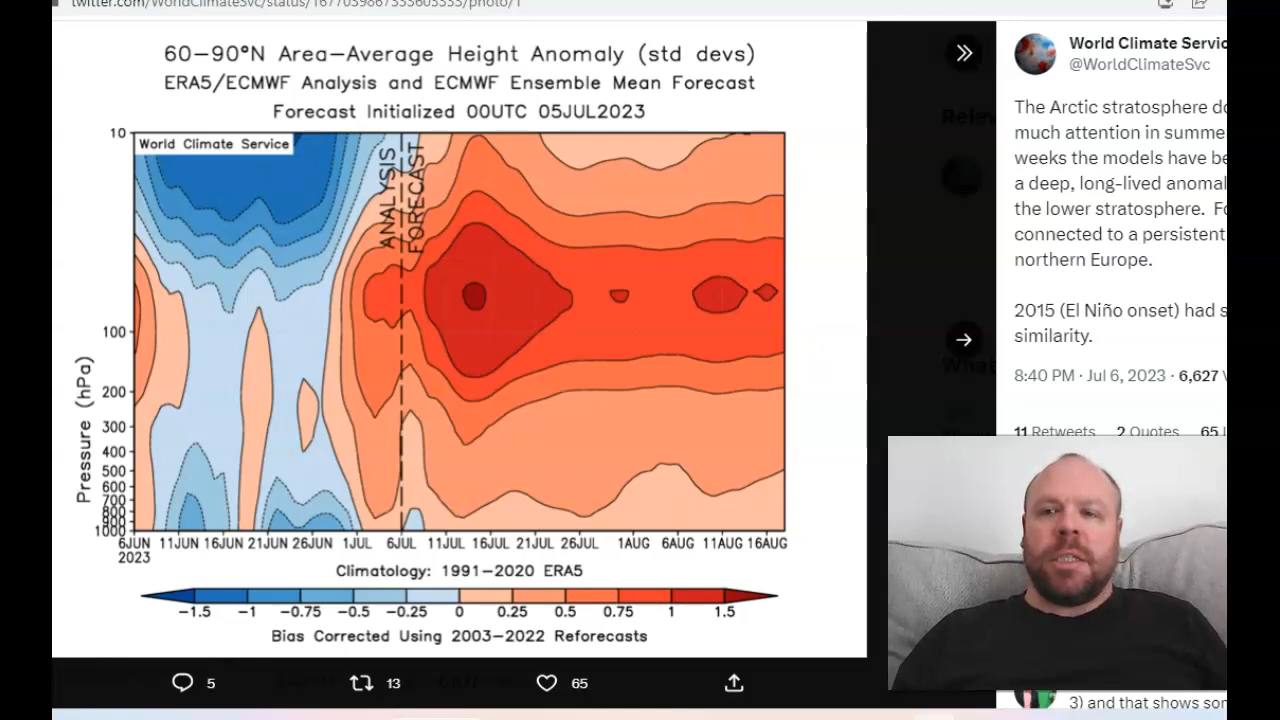 twitter.com/WorldClimateSvc/status/1677039867333603333/photo/1
60-90°N Area-Average Height Anomaly (std devs)
ERA5/ECMWF Analysis and ECMWF Ensemble Mean Forecast
Forecast Initialized 00UTC 05JUL2023
World Climate Service
ANALYSIS
FORECAST
Pressure (hPa)
10
100
200
300
400
500
600
700
800
900
1000
6JUN 11JUN 16JUN 21JUN 26JUN 1JUL 6JUL 11JUL 16JUL 21JUL 26JUL 1AUG 6AUG 11AUG 16AUG
2023
Climatology: 1991-2020 ERA5
-1.5 -1 -0.75 -0.5 -0.25 0 0.25 0.5 0.75 1 1.5
Bias Corrected Using 2003-2022 Reforecasts
5 13 65
World Climate Servic
@WorldClimateSvc
The Arctic stratosphere do
much attention in summe
weeks the models have be
a deep, long-lived anomal
the lower stratosphere. Fo
connected to a persistent
northern Europe.
2015 (El Niño onset) had s
similarity.
8:40 PM · Jul 6, 2023 · 6,627
11 Retweets 2 Quotes 65
3) and that shows son